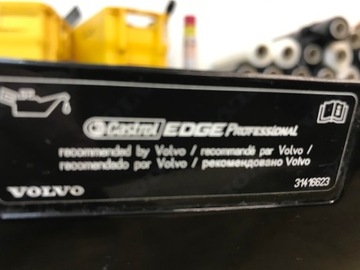 Castrol EDGE PROFESSIONAL
recommended by Volvo / recommandé par Volvo /
recomendado por Volvo / рекомендовано Volvo
VOLVO
31416623